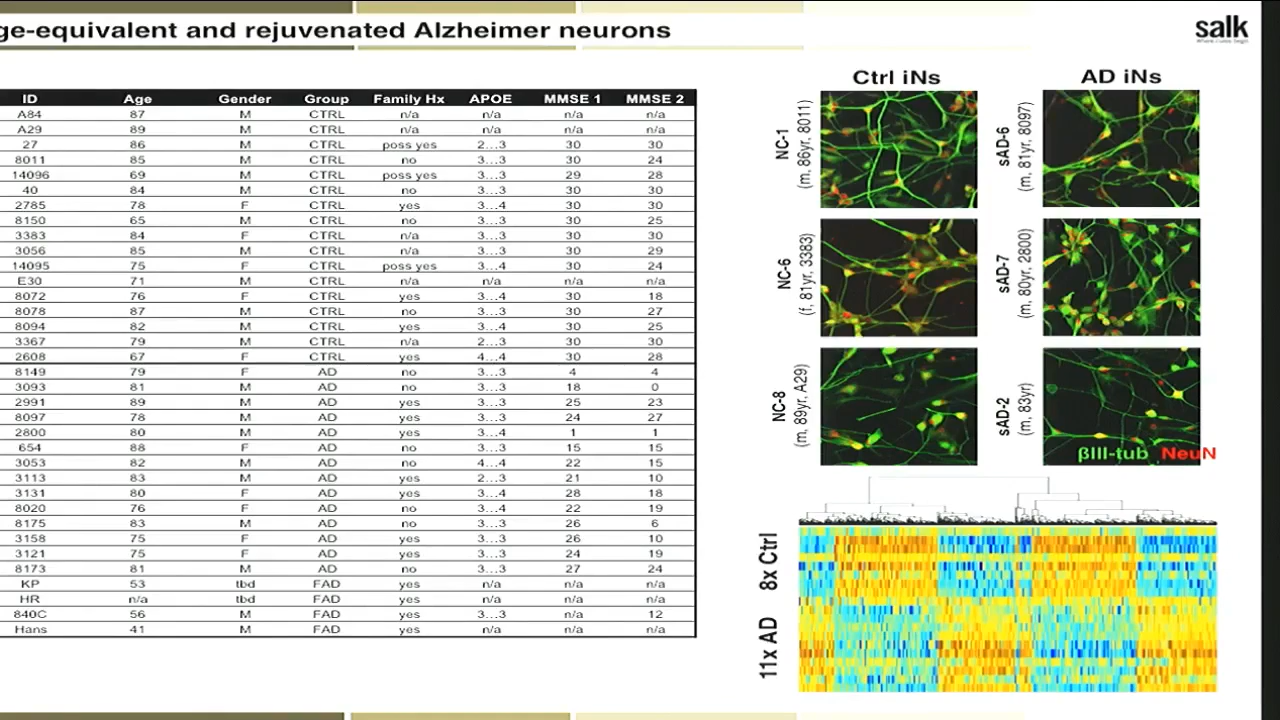 ge-equivalent and rejuvenated Alzheimer neurons
salk
Where cures begin.
ID Age Gender Group Family Hx APOE MMSE 1 MMSE 2
A84 87 M CTRL n/a n/a n/a n/a
A29 89 M CTRL n/a n/a n/a n/a
27 86 M CTRL poss yes 2...3 30 30
8011 85 M CTRL no 3...3 30 24
14096 69 M CTRL poss yes 3...3 29 28
40 84 M CTRL no 3...3 30 30
2785 78 F CTRL yes 3...4 30 30
8150 65 M CTRL no 3...3 30 25
3383 84 F CTRL n/a 3...3 30 30
3056 85 M CTRL n/a 3...3 30 29
14095 75 F CTRL poss yes 3...4 30 24
E30 71 M CTRL n/a n/a n/a n/a
8072 76 F CTRL yes 3...4 30 18
8078 87 M CTRL no 3...3 30 27
8094 82 M CTRL yes 3...4 30 25
3367 79 M CTRL n/a 2...3 30 30
2608 67 F CTRL yes 4...4 30 28
8149 79 F AD no 3...3 4 4
3093 81 M AD no 3...3 18 0
2991 89 M AD yes 3...3 25 23
8097 78 M AD yes 3...3 24 27
2800 80 M AD yes 3...4 1 1
654 88 F AD no 3...3 15 15
3053 82 M AD no 4...4 22 15
3113 83 M AD yes 2...3 21 10
3131 80 F AD yes 3...4 28 18
8020 76 F AD no 3...4 22 19
8175 83 M AD no 3...3 26 6
3158 75 F AD yes 3...3 26 10
3121 75 F AD yes 3...3 24 19
8173 81 M AD no 3...3 27 24
KP 53 tbd FAD yes n/a n/a n/a
HR n/a tbd FAD yes n/a n/a n/a
840C 56 M FAD yes 3...3 n/a 12
Hans 41 M FAD yes n/a n/a n/a
Ctrl iNs
AD iNs
NC-1
(m, 86yr, 8011)
sAD-6
(m, 81yr, 8097)
NC-6
(f, 81yr, 3383)
sAD-7
(m, 80yr, 2800)
NC-8
(m, 89yr, A29)
sAD-2
(m, 83yr)
βIII-tub NeuN
8x Ctrl
11x AD